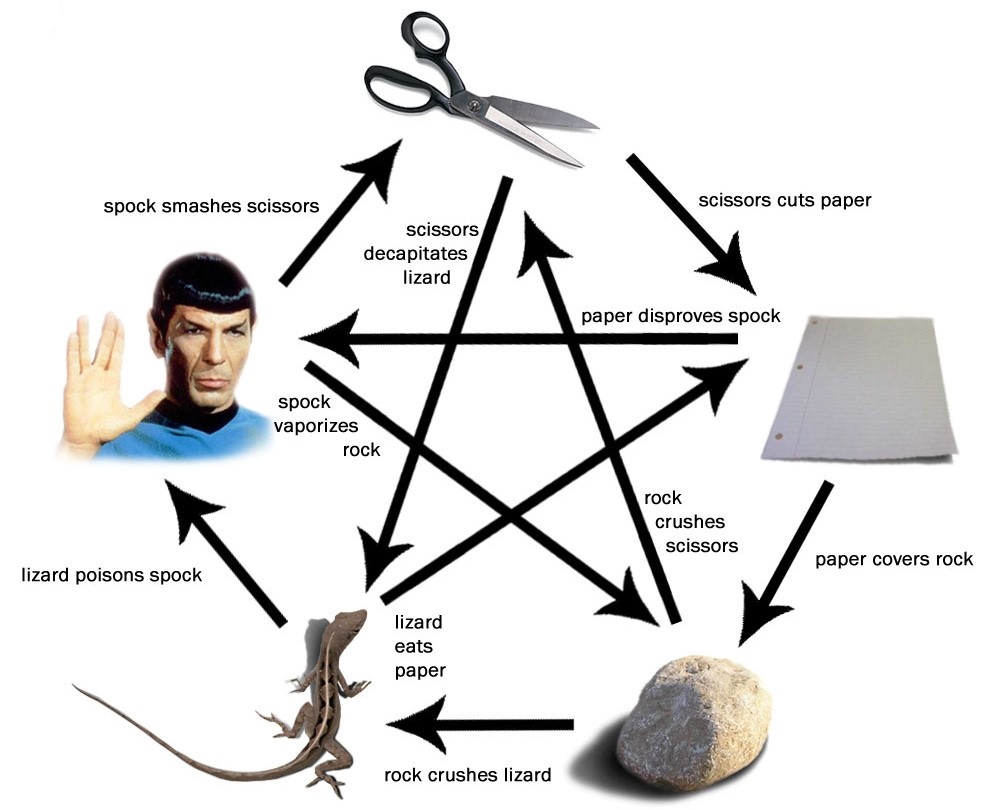 spock smashes scissors
scissors cuts paper
scissors
decapitates
lizard
paper disproves spock
spock
vaporizes
rock
rock
crushes
scissors
paper covers rock
lizard poisons spock
lizard
eats
paper
rock crushes lizard